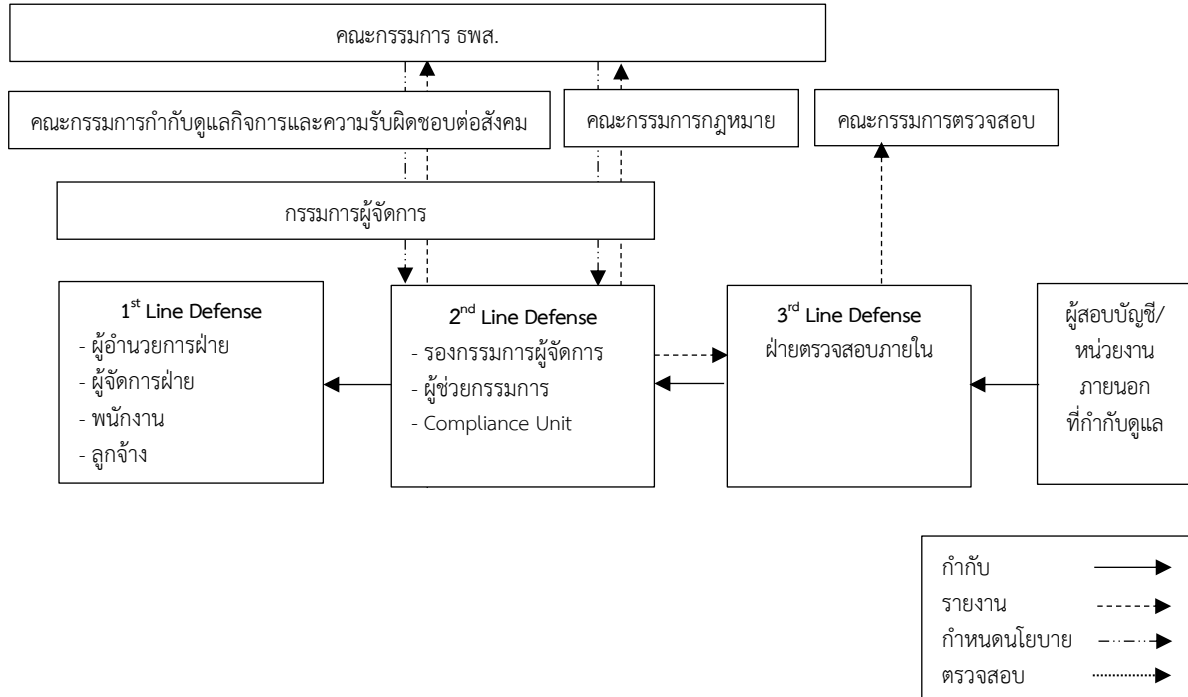 คณะกรรมการ ธพส.
คณะกรรมการกำกับดูแลกิจการและความรับผิดชอบต่อสังคม
คณะกรรมการกฎหมาย
คณะกรรมการตรวจสอบ
กรรมการผู้จัดการ
1st Line Defense
- ผู้อำนวยการฝ่าย
- ผู้จัดการฝ่าย
- พนักงาน
- ลูกจ้าง
2nd Line Defense
- รองกรรมการผู้จัดการ
- ผู้ช่วยกรรมการ
- Compliance Unit
3rd Line Defense
ฝ่ายตรวจสอบภายใน
ผู้สอบบัญชี/
หน่วยงาน
ภายนอก
ที่กำกับดูแล
กำกับ
รายงาน
กำหนดนโยบาย
ตรวจสอบ